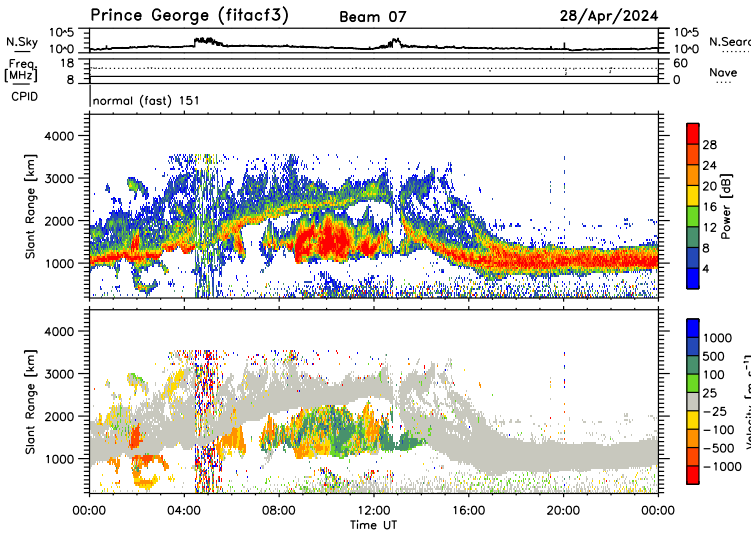 Prince George (fitacf3) Beam 07 28/Apr/2024
N.Sky 10^5 10^0 10^5 10^0
Freq. [MHz] 18 8 60 0 Nave
CPID normal (fast) 151
Slant Range [km] 4000 3000 2000 1000
Power [dB] 28 24 20 16 12 8 4
Slant Range [km] 4000 3000 2000 1000
1000 500 100 25 -25 -100 -500 -1000
00:00 04:00 08:00 12:00 16:00 20:00 00:00
Time UT